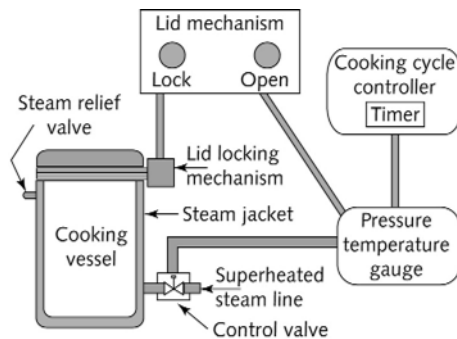 Lid mechanism
Lock
Open
Cooking cycle
controller
Timer
Steam relief
valve
Lid locking
mechanism
Steam jacket
Cooking
vessel
Pressure
temperature
gauge
Superheated
steam line
Control valve